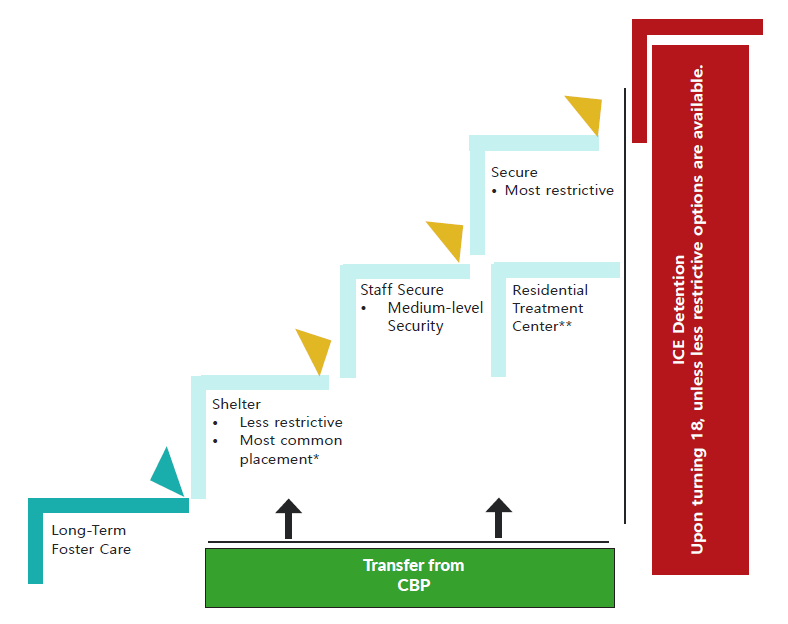 Secure
• Most restrictive
Staff Secure
• Medium-level
Security
Residential
Treatment
Center**
Shelter
• Less restrictive
• Most common
placement*
Long-Term
Foster Care
Transfer from
CBP
ICE Detention
Upon turning 18, unless less restrictive options are available.